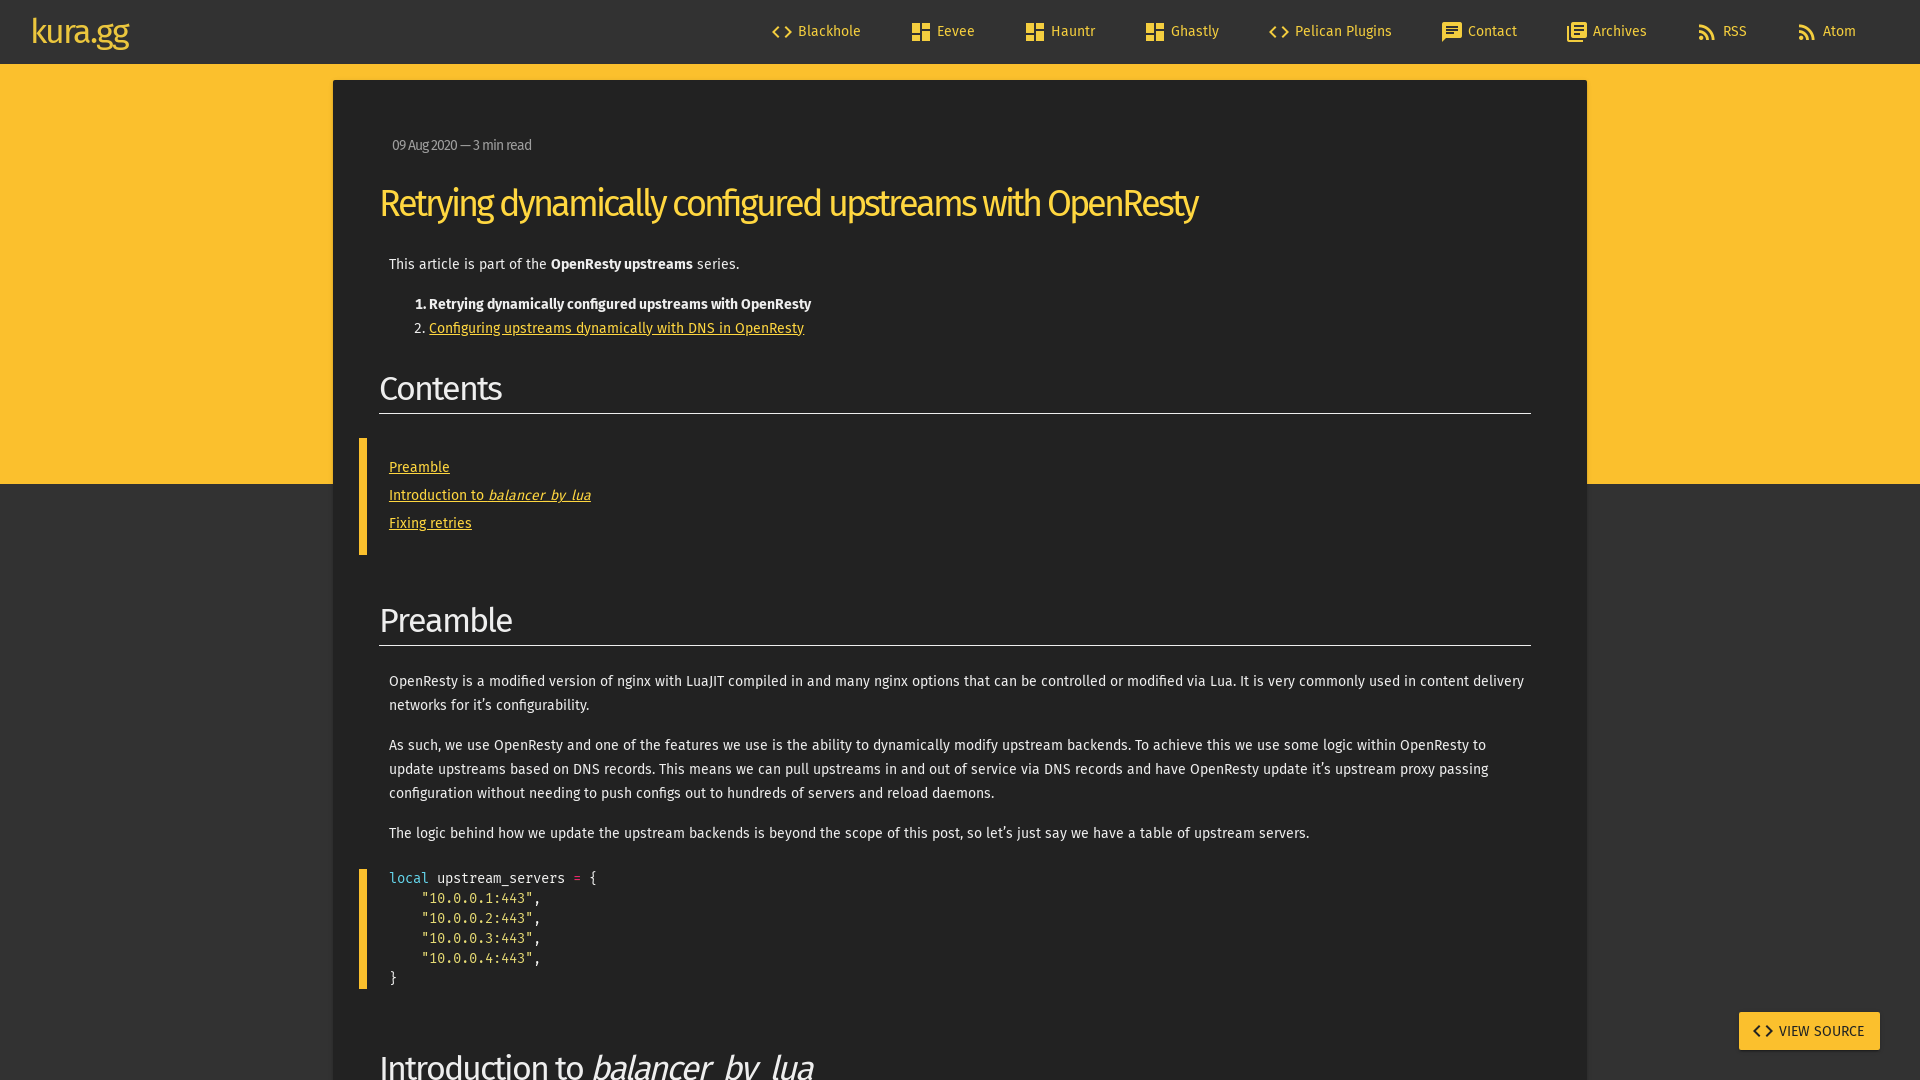 kura.gg
Blackhole
Eevee
Hauntr
Ghastly
Pelican Plugins
Contact
Archives
RSS
Atom
09 Aug 2020 — 3 min read
Retrying dynamically configured upstreams with OpenResty
This article is part of the OpenResty upstreams series.
1. Retrying dynamically configured upstreams with OpenResty
2. Configuring upstreams dynamically with DNS in OpenResty
Contents
Preamble
Introduction to balancer_by_lua
Fixing retries
Preamble
OpenResty is a modified version of nginx with LuaJIT compiled in and many nginx options that can be controlled or modified via Lua. It is very commonly used in content delivery
networks for it’s configurability.
As such, we use OpenResty and one of the features we use is the ability to dynamically modify upstream backends. To achieve this we use some logic within OpenResty to
update upstreams based on DNS records. This means we can pull upstreams in and out of service via DNS records and have OpenResty update it’s upstream proxy passing
configuration without needing to push configs out to hundreds of servers and reload daemons.
The logic behind how we update the upstream backends is beyond the scope of this post, so let’s just say we have a table of upstream servers.
local upstream_servers = {
    "10.0.0.1:443",
    "10.0.0.2:443",
    "10.0.0.3:443",
    "10.0.0.4:443",
}
VIEW SOURCE
Introduction to balancer_by_lua